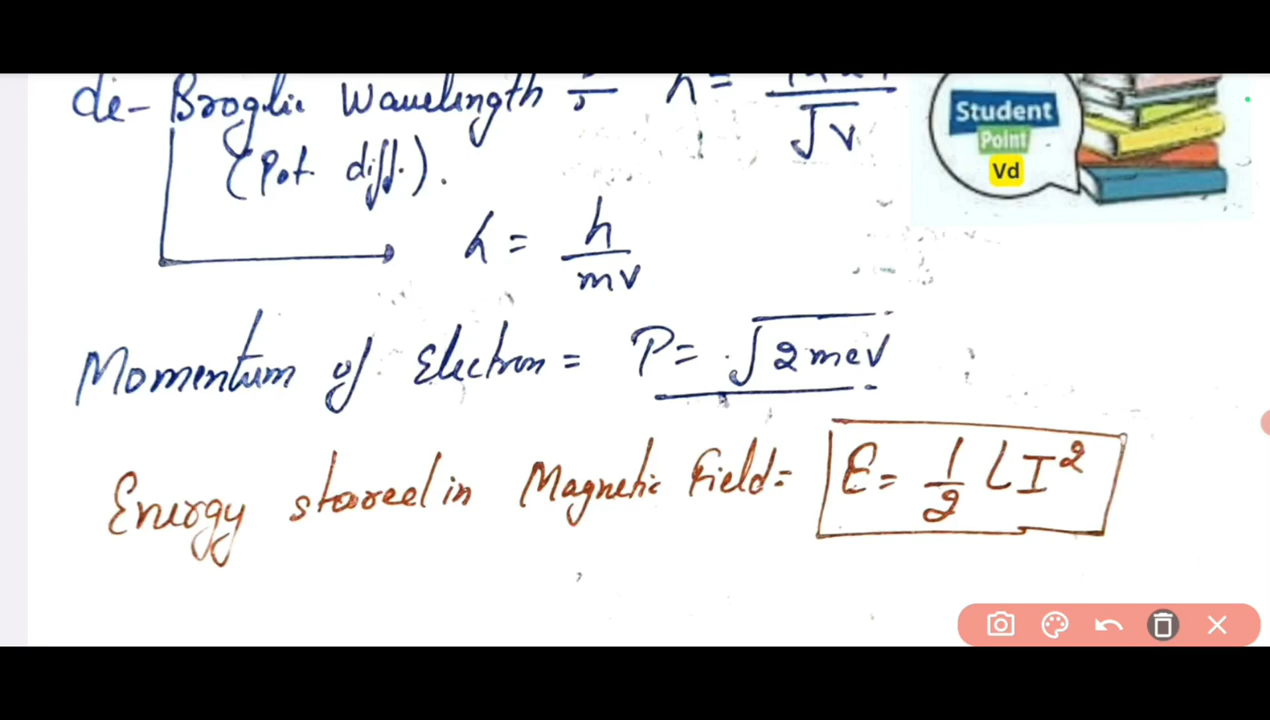 de-Broglie Wavelength λ =
√V
(Pot. diff.).
λ = h/mv
Momentum of Electron = P = √2meV
Energy stored in Magnetic Field = E = 1/2 LI²
Student
Point
Vd